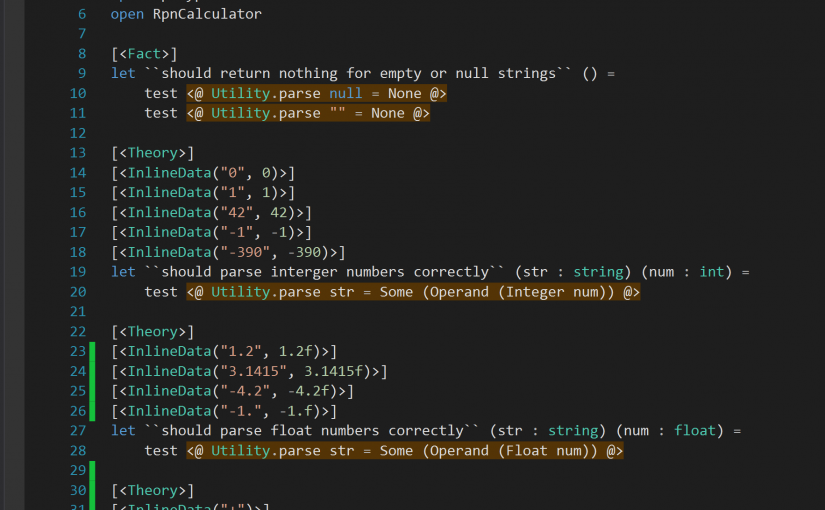 6 open RpnCalculator
7
8 [<Fact>]
9 let ``should return nothing for empty or null strings`` () =
10     test <@ Utility.parse null = None @>
11     test <@ Utility.parse "" = None @>
12
13 [<Theory>]
14 [<InlineData("0", 0)>]
15 [<InlineData("1", 1)>]
16 [<InlineData("42", 42)>]
17 [<InlineData("-1", -1)>]
18 [<InlineData("-390", -390)>]
19 let ``should parse interger numbers correctly`` (str : string) (num : int) =
20     test <@ Utility.parse str = Some (Operand (Integer num)) @>
21
22 [<Theory>]
23 [<InlineData("1.2", 1.2f)>]
24 [<InlineData("3.1415", 3.1415f)>]
25 [<InlineData("-4.2", -4.2f)>]
26 [<InlineData("-1.", -1.f)>]
27 let ``should parse float numbers correctly`` (str : string) (num : float) =
28     test <@ Utility.parse str = Some (Operand (Float num)) @>
29
30 [<Theory>]
31 [<InlineData("+")>]